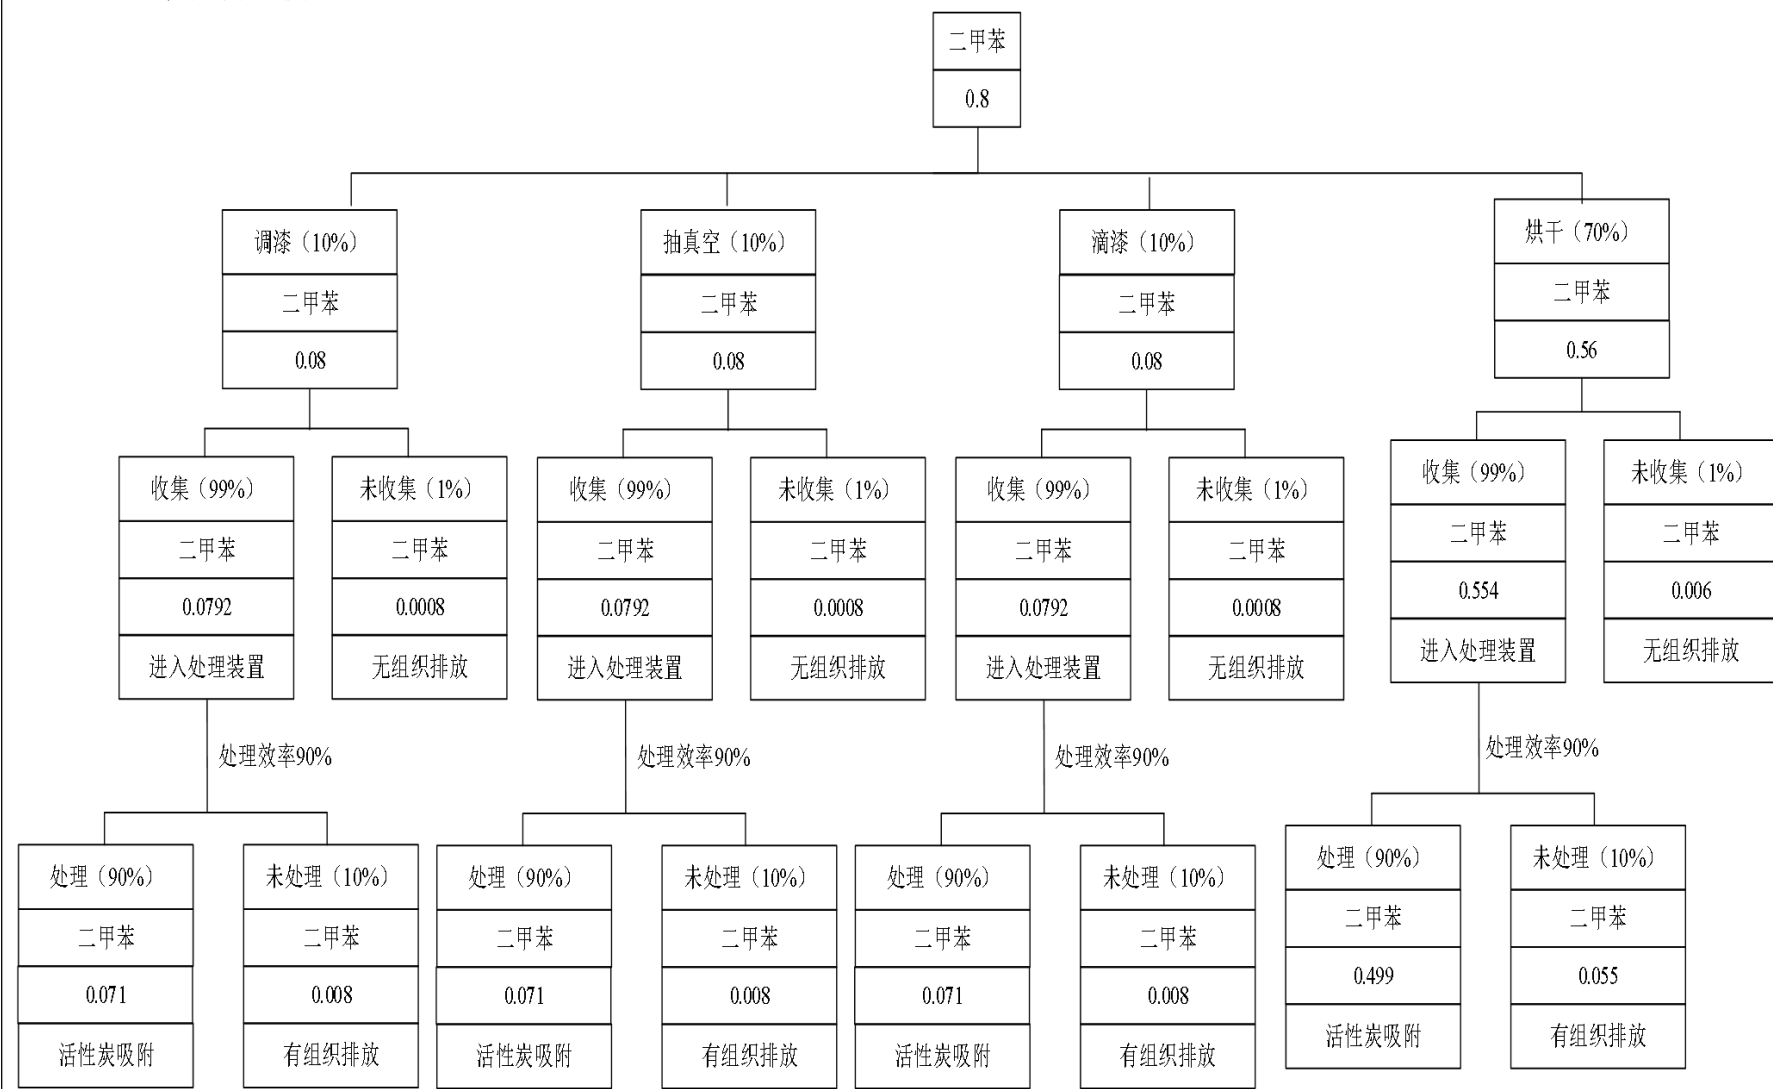 二甲苯
0.8
调漆（10%）
二甲苯
0.08
抽真空（10%）
二甲苯
0.08
滴漆（10%）
二甲苯
0.08
烘干（70%）
二甲苯
0.56
收集（99%）
二甲苯
0.0792
进入处理装置
未收集（1%）
二甲苯
0.0008
无组织排放
收集（99%）
二甲苯
0.0792
进入处理装置
未收集（1%）
二甲苯
0.0008
无组织排放
收集（99%）
二甲苯
0.0792
进入处理装置
未收集（1%）
二甲苯
0.0008
无组织排放
收集（99%）
二甲苯
0.554
进入处理装置
未收集（1%）
二甲苯
0.006
无组织排放
处理效率90%
处理效率90%
处理效率90%
处理效率90%
处理（90%）
二甲苯
0.071
活性炭吸附
未处理（10%）
二甲苯
0.008
有组织排放
处理（90%）
二甲苯
0.071
活性炭吸附
未处理（10%）
二甲苯
0.008
有组织排放
处理（90%）
二甲苯
0.071
活性炭吸附
未处理（10%）
二甲苯
0.008
有组织排放
处理（90%）
二甲苯
0.499
活性炭吸附
未处理（10%）
二甲苯
0.055
有组织排放